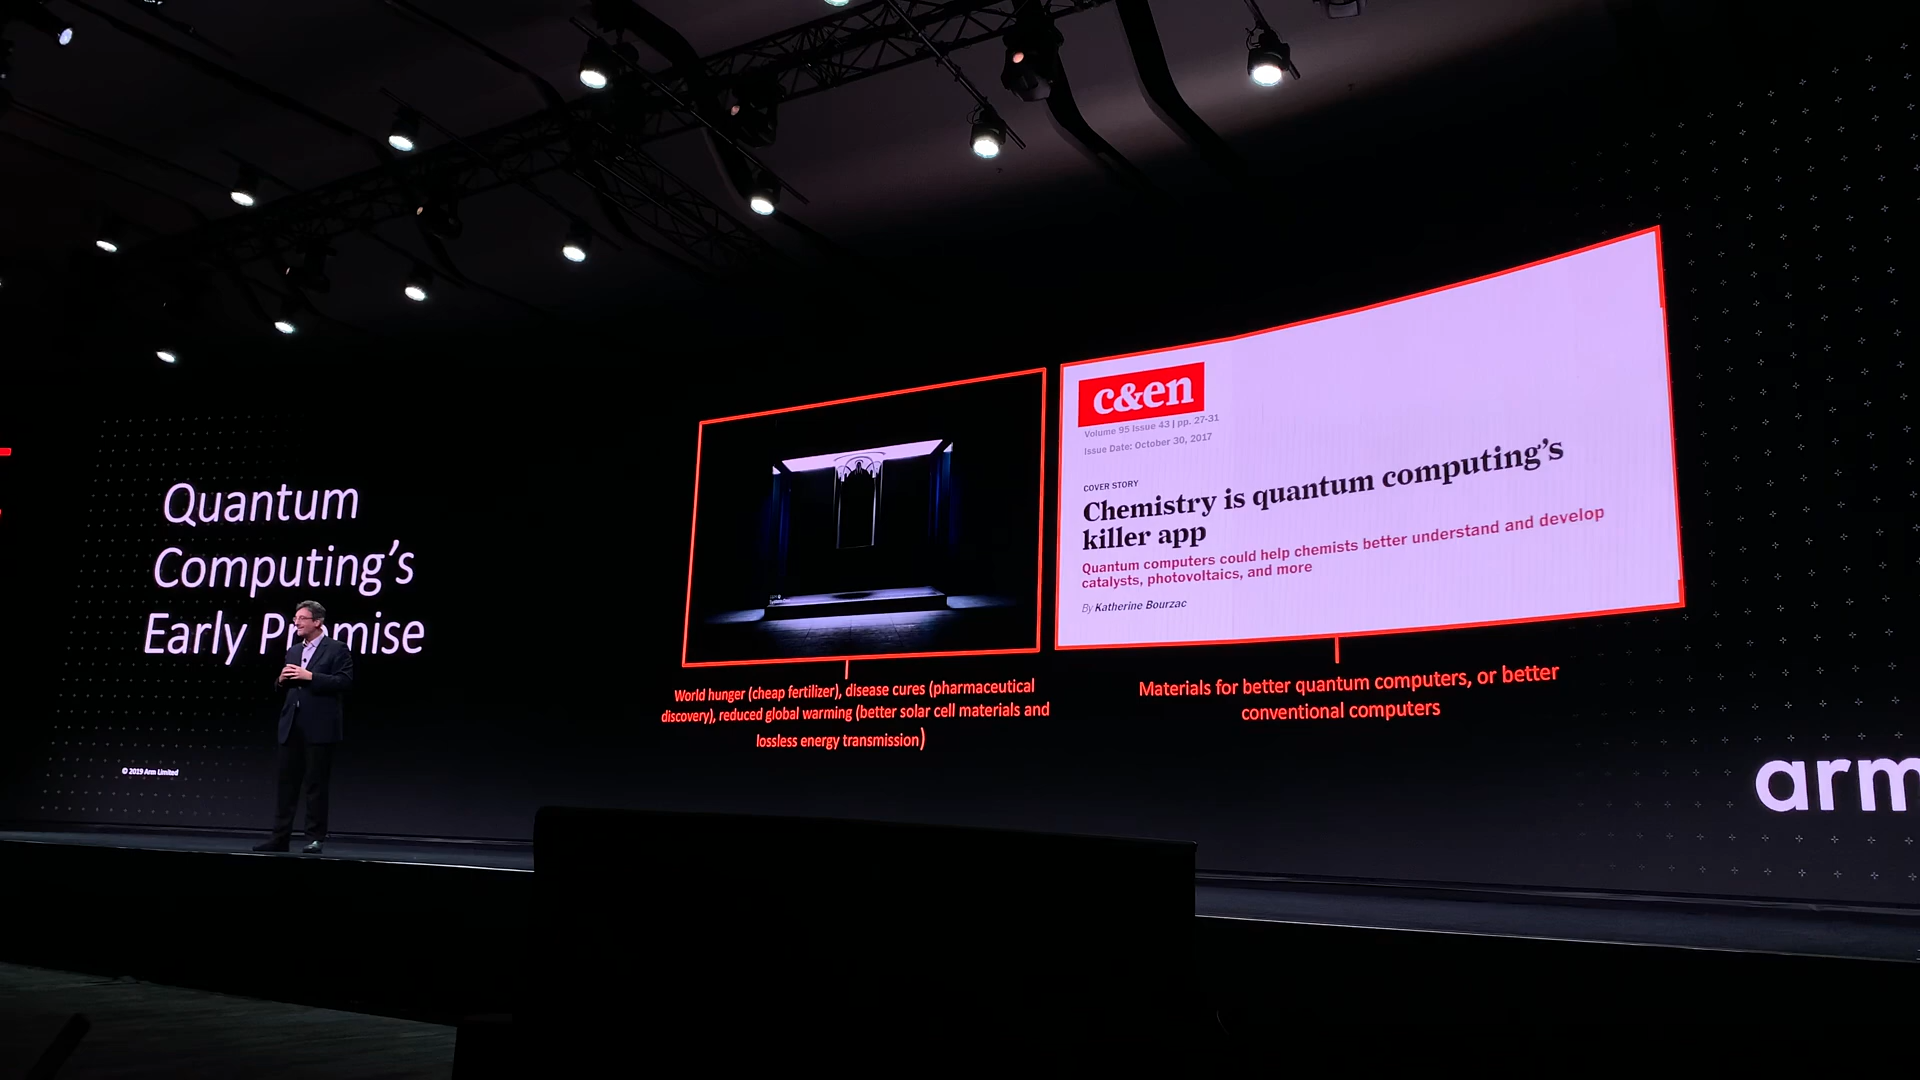 Quantum
Computing’s
Early Promise
© 2019 Arm Limited
World hunger (cheap fertilizer), disease cures (pharmaceutical
discovery), reduced global warming (better solar cell materials and
lossless energy transmission)
c&en
Volume 95 Issue 43 | pp. 27-31
Issue Date: October 30, 2017
COVER STORY
Chemistry is quantum computing’s
killer app
Quantum computers could help chemists better understand and develop
catalysts, photovoltaics, and more
By Katherine Bourzac
Materials for better quantum computers, or better
conventional computers
arm